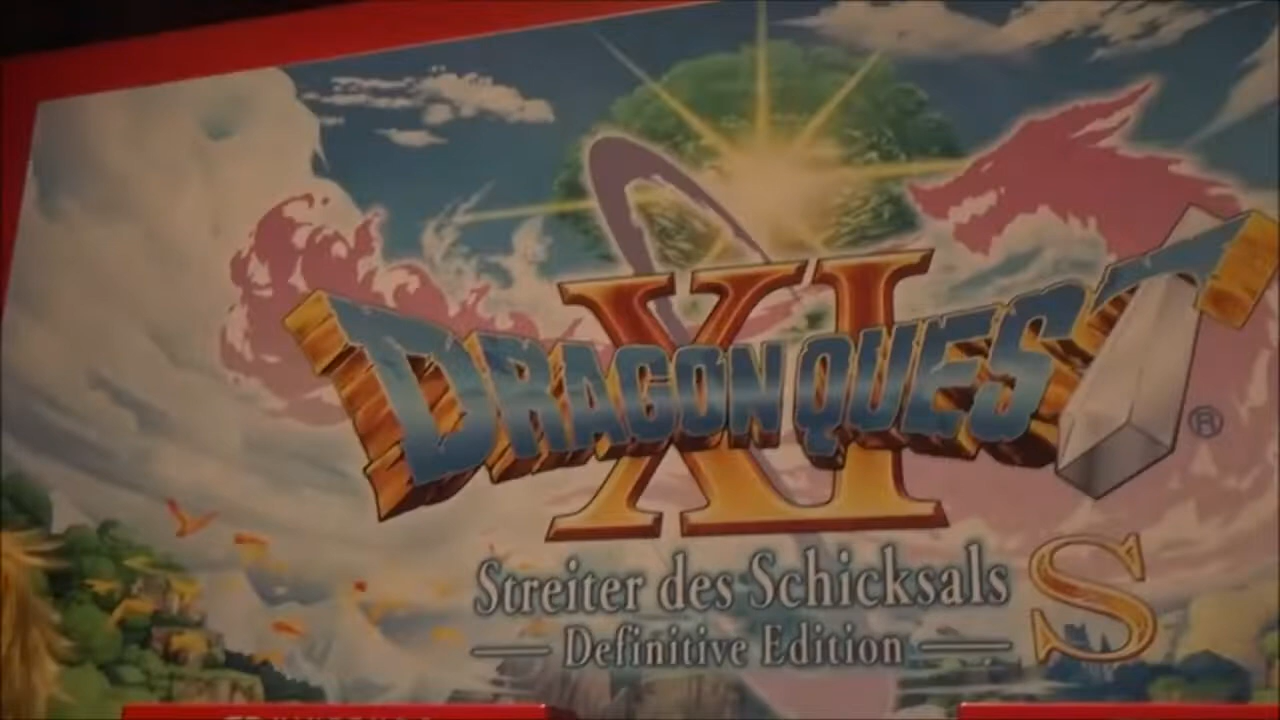 XI
DRAGON QUEST
®
Streiter des Schicksals S
Definitive Edition